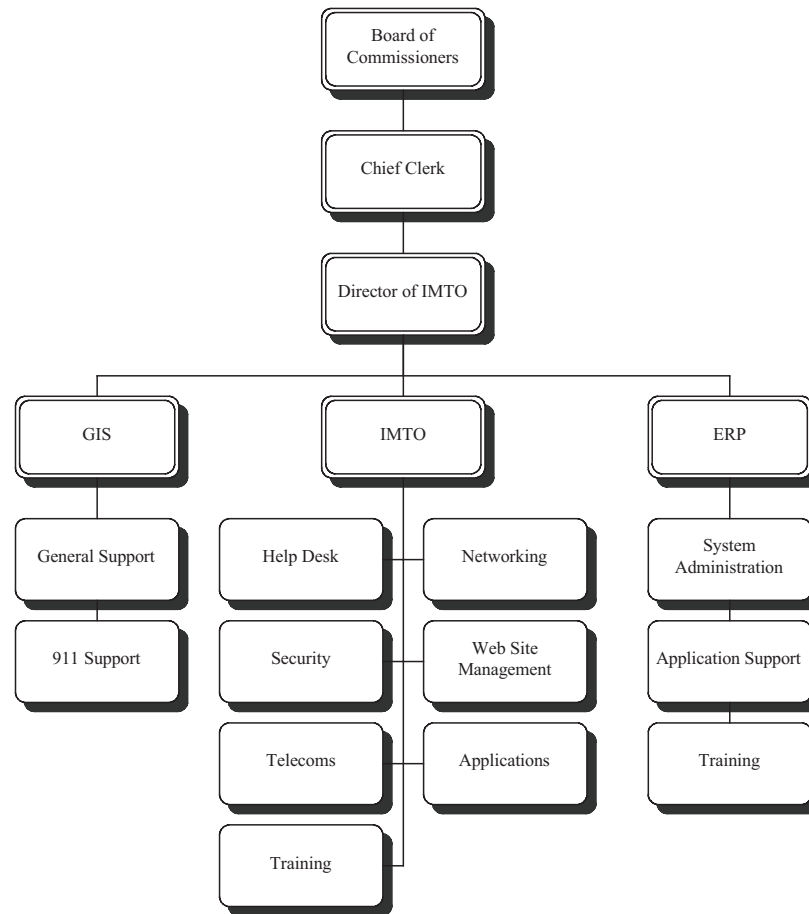 Board of
Commissioners
Chief Clerk
Director of IMTO
GIS
IMTO
ERP
General Support
Help Desk
Networking
System
Administration
911 Support
Security
Web Site
Management
Application Support
Telecoms
Applications
Training
Training